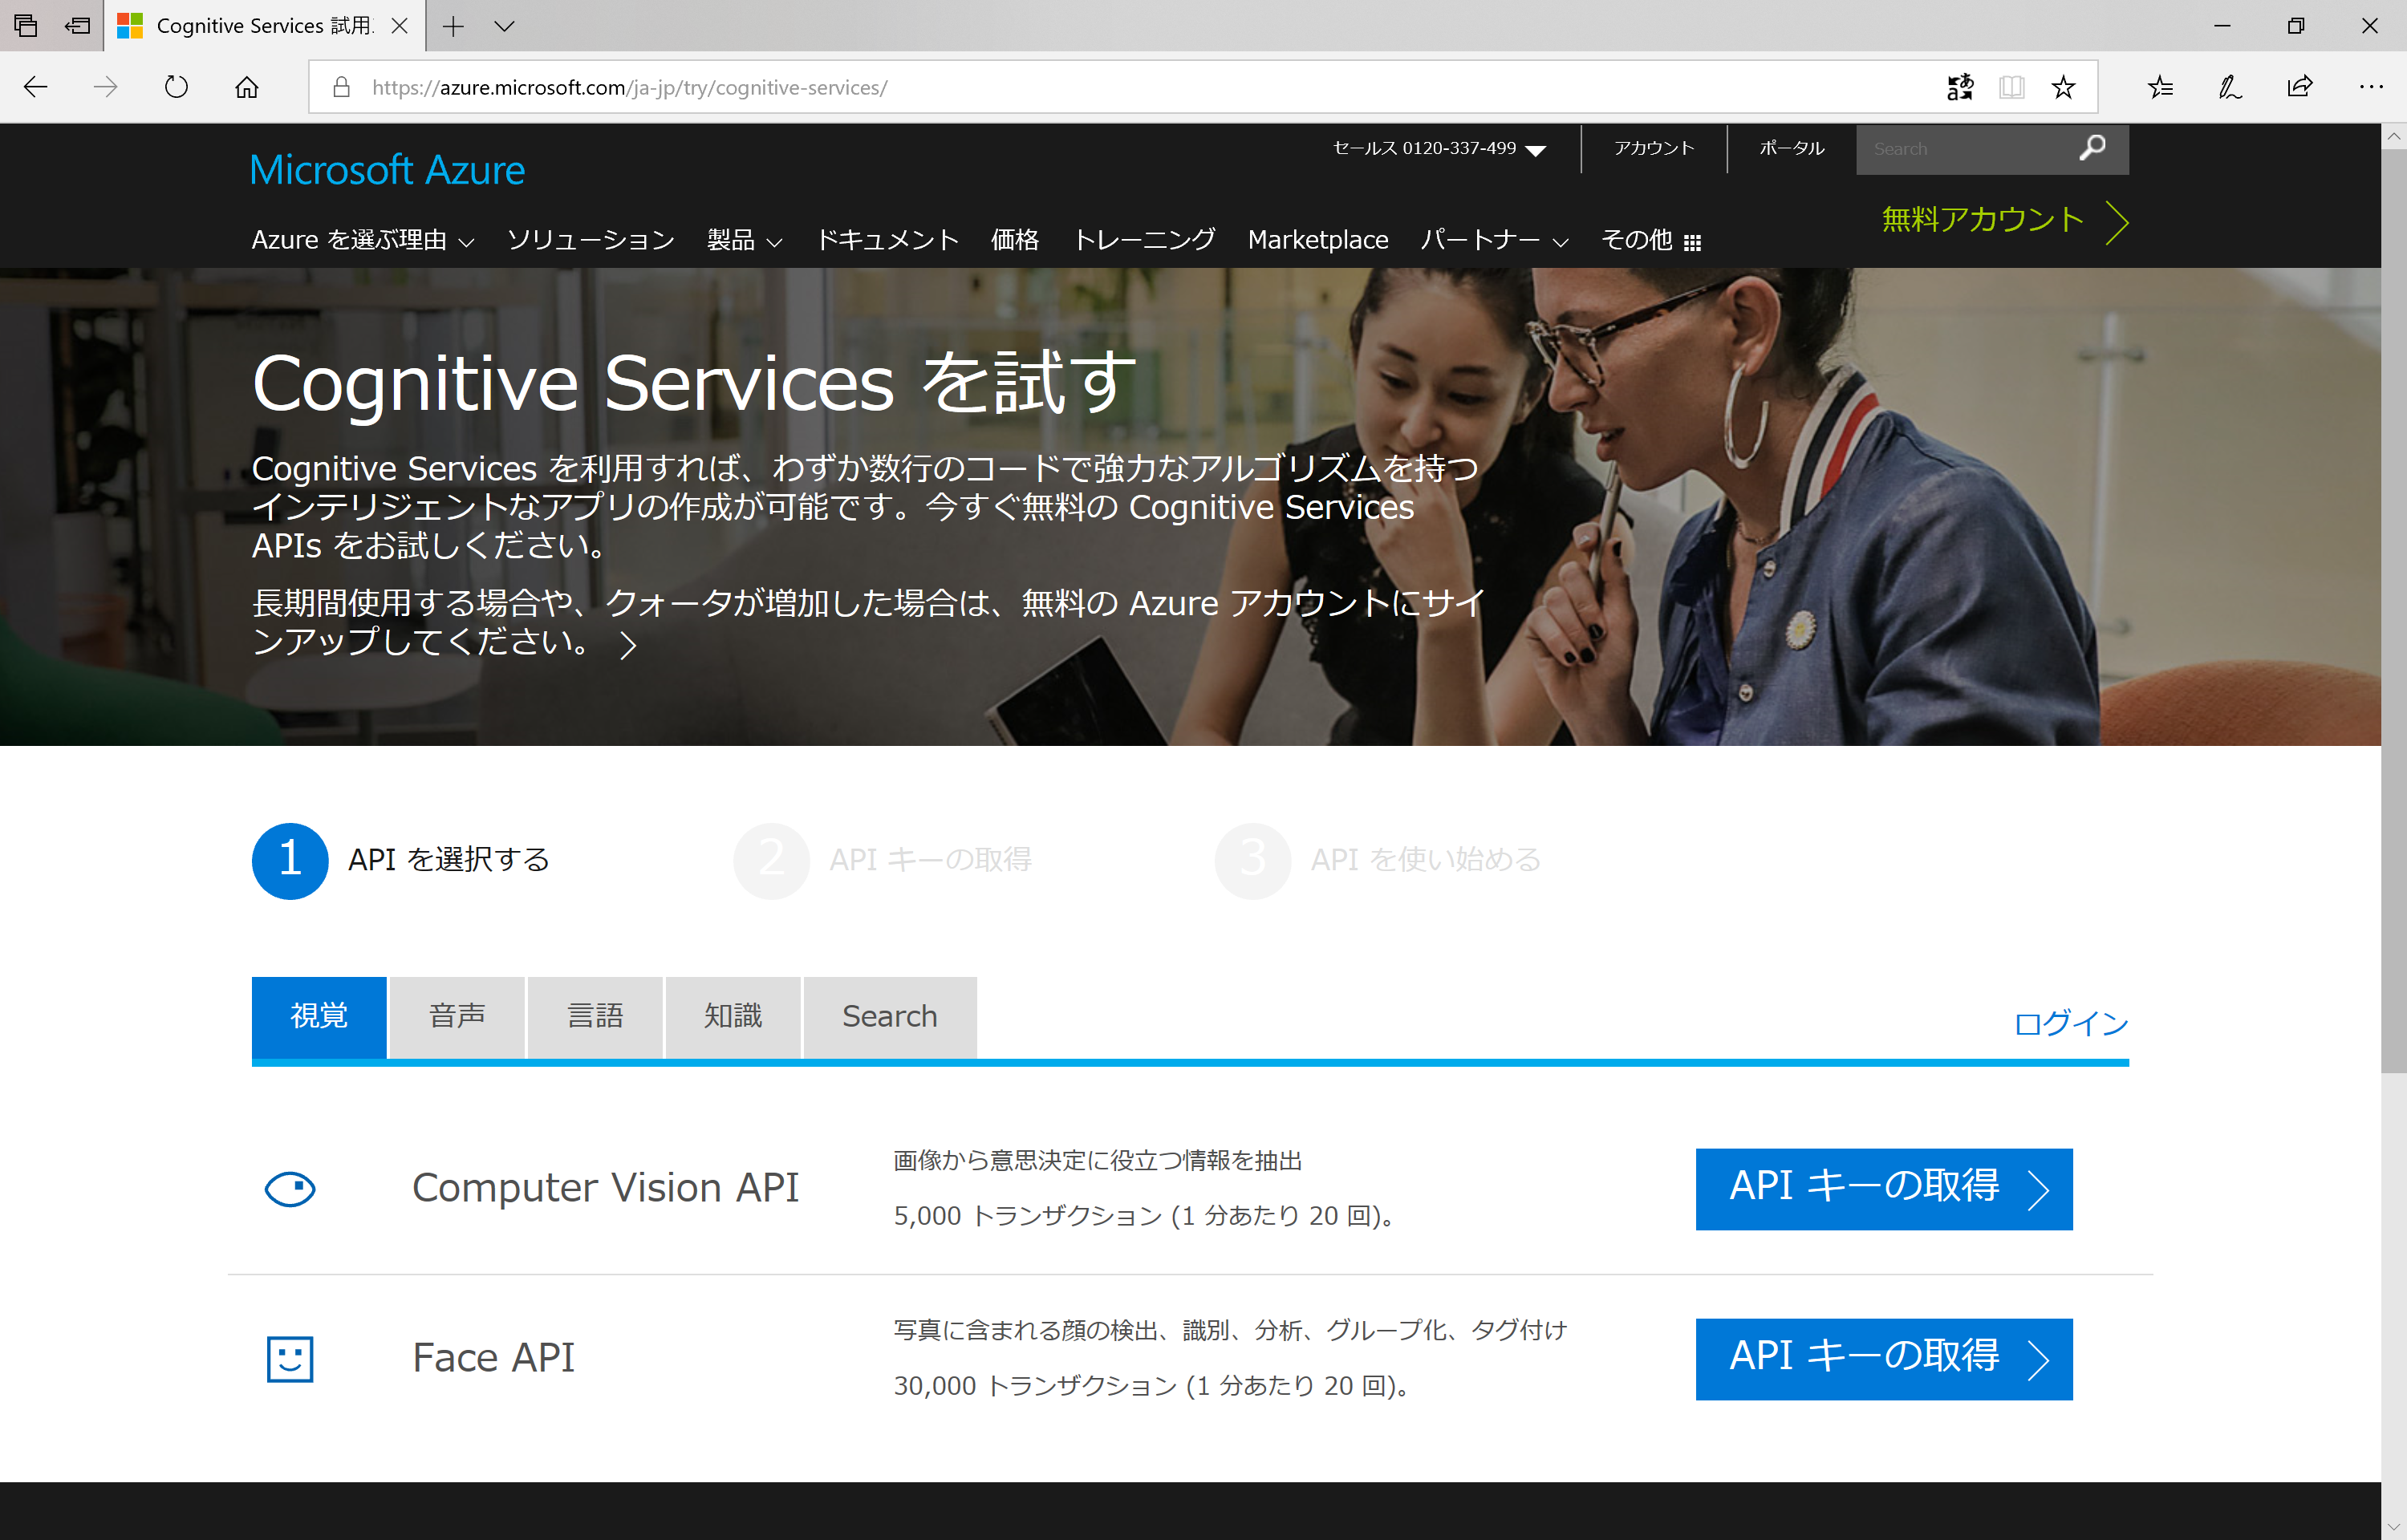 Cognitive Services 試用
https://azure.microsoft.com/ja-jp/try/cognitive-services/
セールス 0120-337-499
アカウント
ポータル
Search
Microsoft Azure
無料アカウント
Azure を選ぶ理由
ソリューション
製品
ドキュメント
価格
トレーニング
Marketplace
パートナー
その他
Cognitive Services を試す
Cognitive Services を利用すれば、わずか数行のコードで強力なアルゴリズムを持つ
インテリジェントなアプリの作成が可能です。今すぐ無料の Cognitive Services
APIs をお試しください。
長期間使用する場合や、クォータが増加した場合は、無料の Azure アカウントにサイ
ンアップしてください。
1 API を選択する
2 API キーの取得
3 API を使い始める
視覚
音声
言語
知識
Search
ログイン
Computer Vision API
画像から意思決定に役立つ情報を抽出
5,000 トランザクション (1 分あたり 20 回)。
API キーの取得
Face API
写真に含まれる顔の検出、識別、分析、グループ化、タグ付け
30,000 トランザクション (1 分あたり 20 回)。
API キーの取得